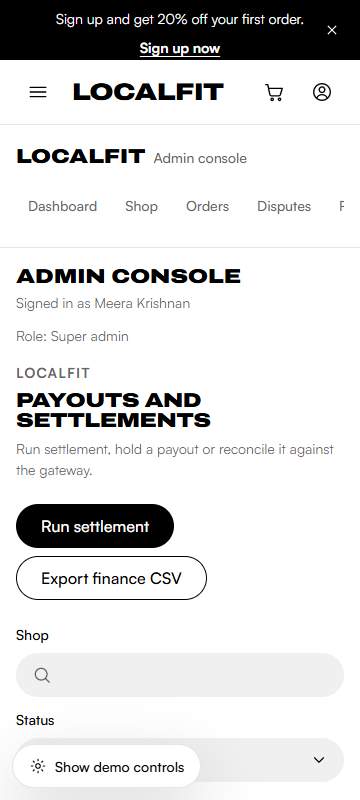 Sign up and get 20% off your first order.
Sign up now
LOCALFIT
LOCALFIT Admin console
Dashboard Shop Orders Disputes
ADMIN CONSOLE
Signed in as Meera Krishnan
Role: Super admin
LOCALFIT
PAYOUTS AND
SETTLEMENTS
Run settlement, hold a payout or reconcile it against
the gateway.
Run settlement
Export finance CSV
Shop
Status
Show demo controls